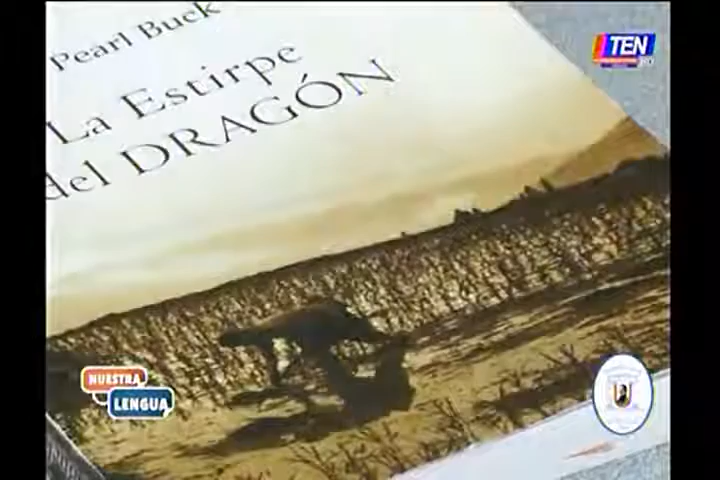 Pearl Buck
La Estirpe
del DRAGÓN
TEN
NUESTRA
LENGUA